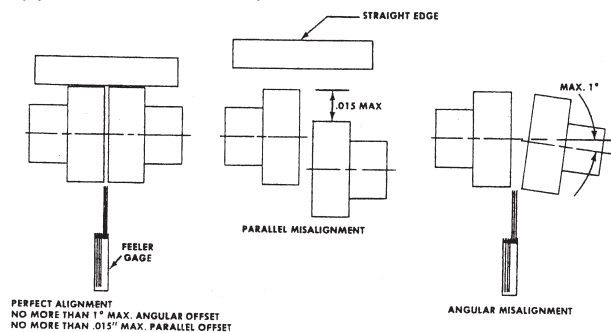 STRAIGHT EDGE
.015 MAX
MAX. 1°
PARALLEL MISALIGNMENT
FEELER
GAGE
ANGULAR MISALIGNMENT
PERFECT ALIGNMENT
NO MORE THAN 1° MAX. ANGULAR OFFSET
NO MORE THAN .015" MAX. PARALLEL OFFSET